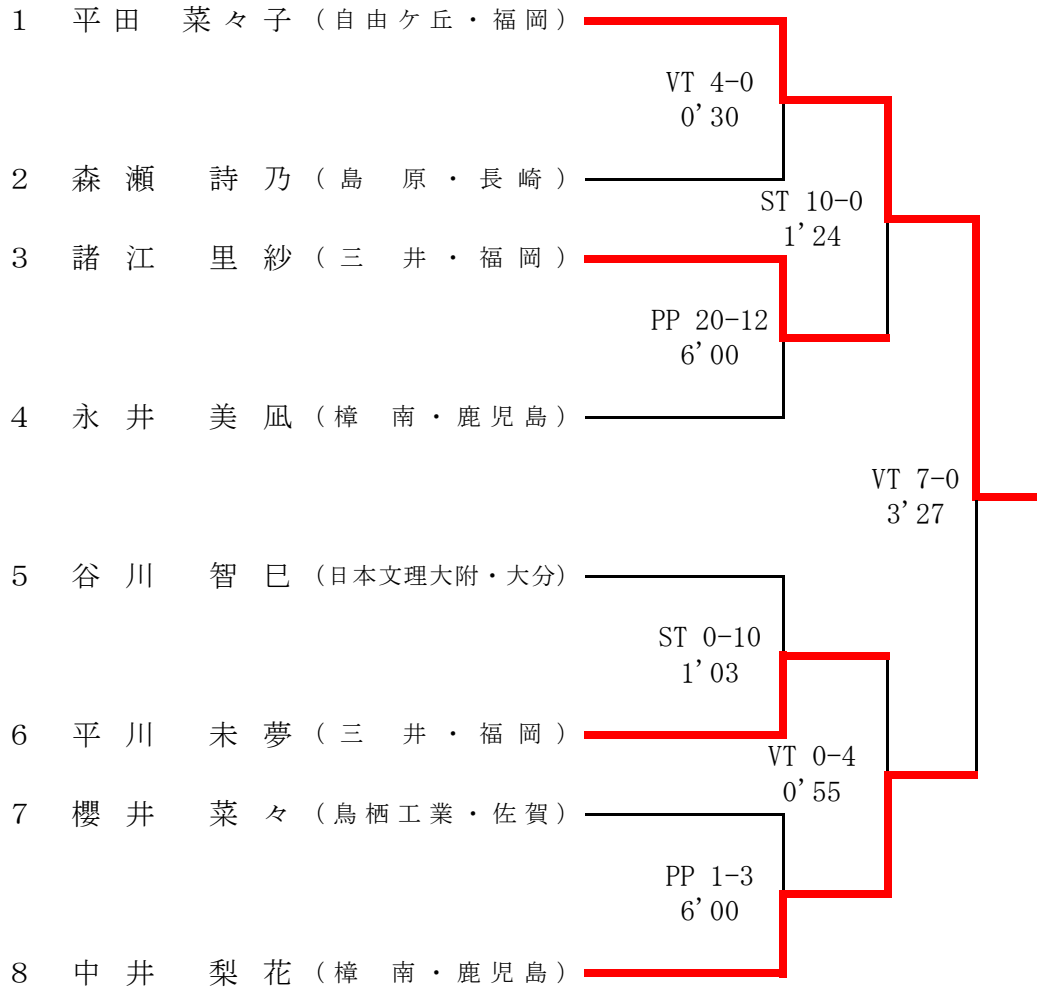 1 平田 菜々子 (自由ケ丘・福岡)
VT 4-0
0'30
2 森瀬 詩乃 (島 原・長崎)
ST 10-0
1'24
3 諸江 里紗 (三 井・福岡)
PP 20-12
6'00
4 永井 美凪 (樟 南・鹿児島)
VT 7-0
3'27
5 谷川 智巳 (日本文理大附・大分)
ST 0-10
1'03
6 平川 未夢 (三 井・福岡)
VT 0-4
0'55
7 櫻井 菜々 (鳥栖工業・佐賀)
PP 1-3
6'00
8 中井 梨花 (樟 南・鹿児島)